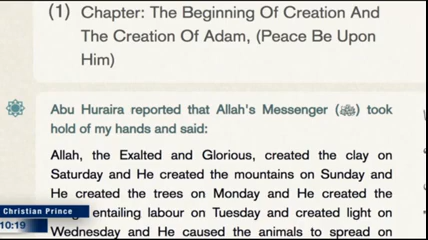 (1) Chapter: The Beginning Of Creation And
The Creation Of Adam, (Peace Be Upon
Him)
Abu Huraira reported that Allah's Messenger (ﷺ) took
hold of my hands and said:
Allah, the Exalted and Glorious, created the clay on
Saturday and He created the mountains on Sunday and
He created the trees on Monday and He created the
entailing labour on Tuesday and created light on
Wednesday and He caused the animals to spread on
Christian Prince
10:19